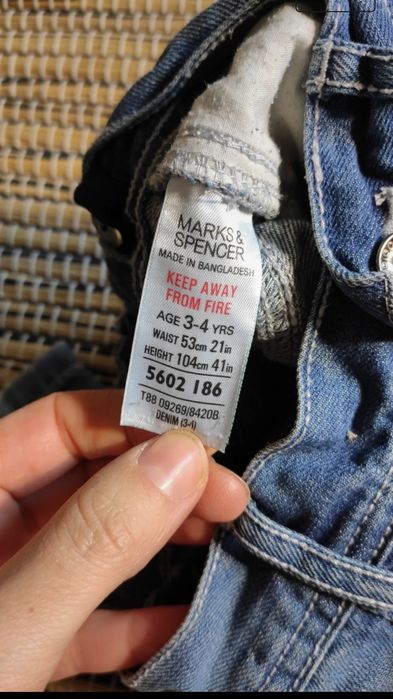 MARKS &
SPENCER
MADE IN BANGLADESH
KEEP AWAY
FROM FIRE
AGE 3-4 YRS
WAIST 53cm 21in
HEIGHT 104cm 41in
5602 186
T88 09269/8420B
DENIM (3-4)